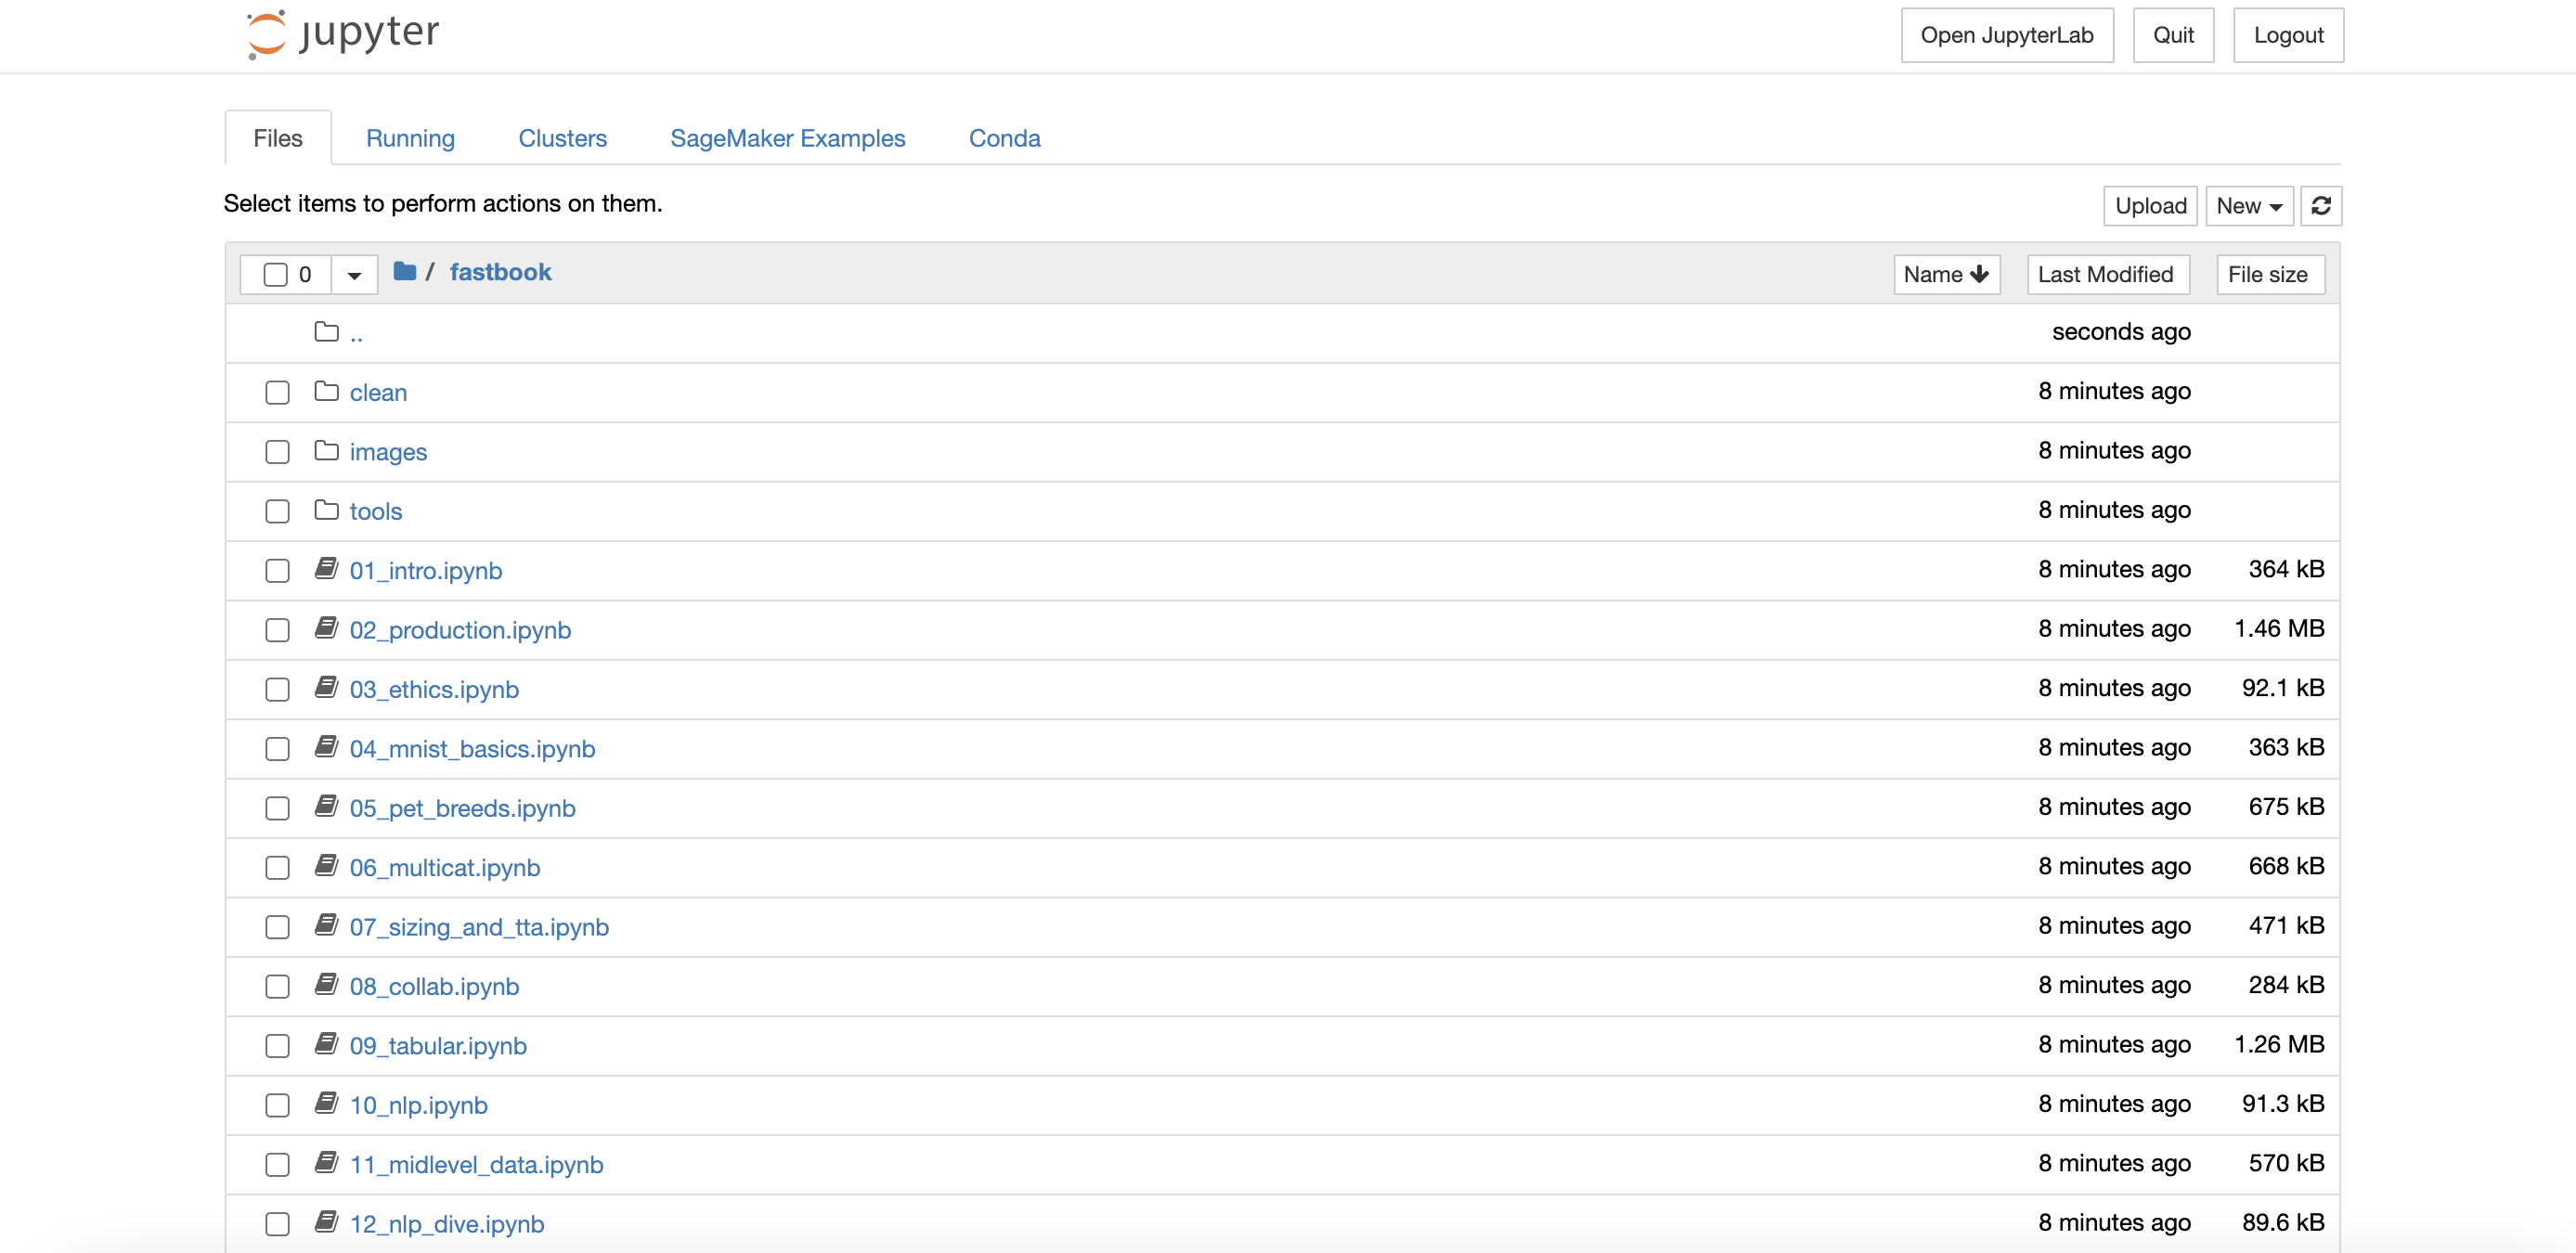 jupyter Open JupyterLab Quit Logout
Files Running Clusters SageMaker Examples Conda
Select items to perform actions on them. Upload New
0 / fastbook Name Last Modified File size
.. seconds ago
clean 8 minutes ago
images 8 minutes ago
tools 8 minutes ago
01_intro.ipynb 8 minutes ago 364 kB
02_production.ipynb 8 minutes ago 1.46 MB
03_ethics.ipynb 8 minutes ago 92.1 kB
04_mnist_basics.ipynb 8 minutes ago 363 kB
05_pet_breeds.ipynb 8 minutes ago 675 kB
06_multicat.ipynb 8 minutes ago 668 kB
07_sizing_and_tta.ipynb 8 minutes ago 471 kB
08_collab.ipynb 8 minutes ago 284 kB
09_tabular.ipynb 8 minutes ago 1.26 MB
10_nlp.ipynb 8 minutes ago 91.3 kB
11_midlevel_data.ipynb 8 minutes ago 570 kB
12_nlp_dive.ipynb 8 minutes ago 89.6 kB